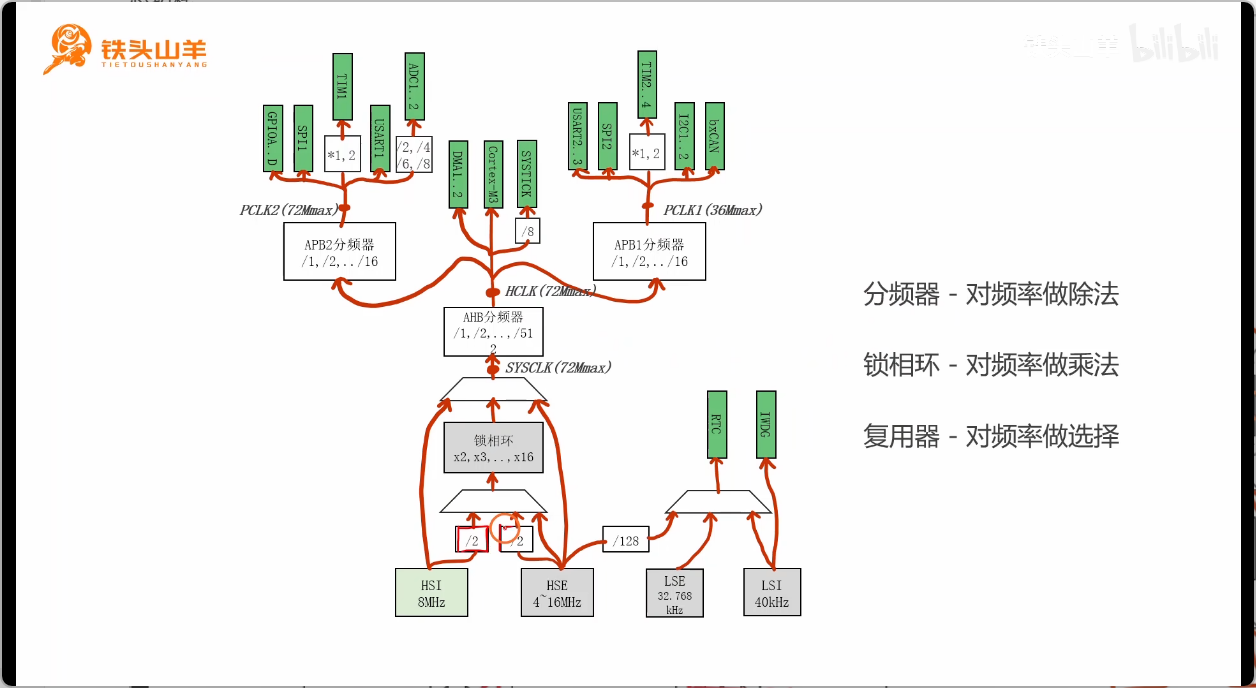 铁头山羊
TIETOUSHANYANG
bilibili
TIM1
ADC1..2
GPIOA..D
SPI1
*1,2
USART1
/2,/4
/6,/8
TIM2..4
USART2..3
SPI2
*1,2
I2C1..2
bxCAN
DMA1..2
Cortex-M3
SYSTICK
/8
PCLK2(72Mmax)
PCLK1(36Mmax)
APB2分频器
/1,/2,../16
APB1分频器
/1,/2,../16
HCLK(72Mmax)
AHB分频器
/1,/2,..,/51
2
SYSCLK(72Mmax)
锁相环
x2,x3,..,x16
RTC
IWDG
/2
/2
/128
HSI
8MHz
HSE
4~16MHz
LSE
32.768
kHz
LSI
40kHz
分频器 - 对频率做除法
锁相环 - 对频率做乘法
复用器 - 对频率做选择